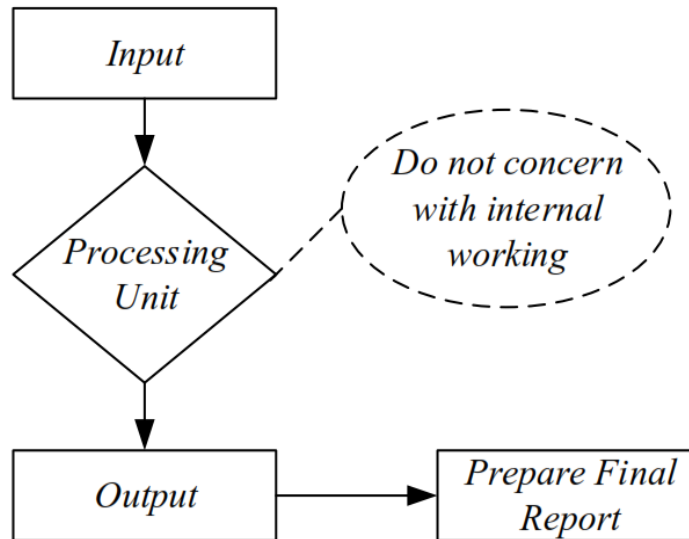 Input
Do not concern
with internal
working
Processing
Unit
Output
Prepare Final
Report